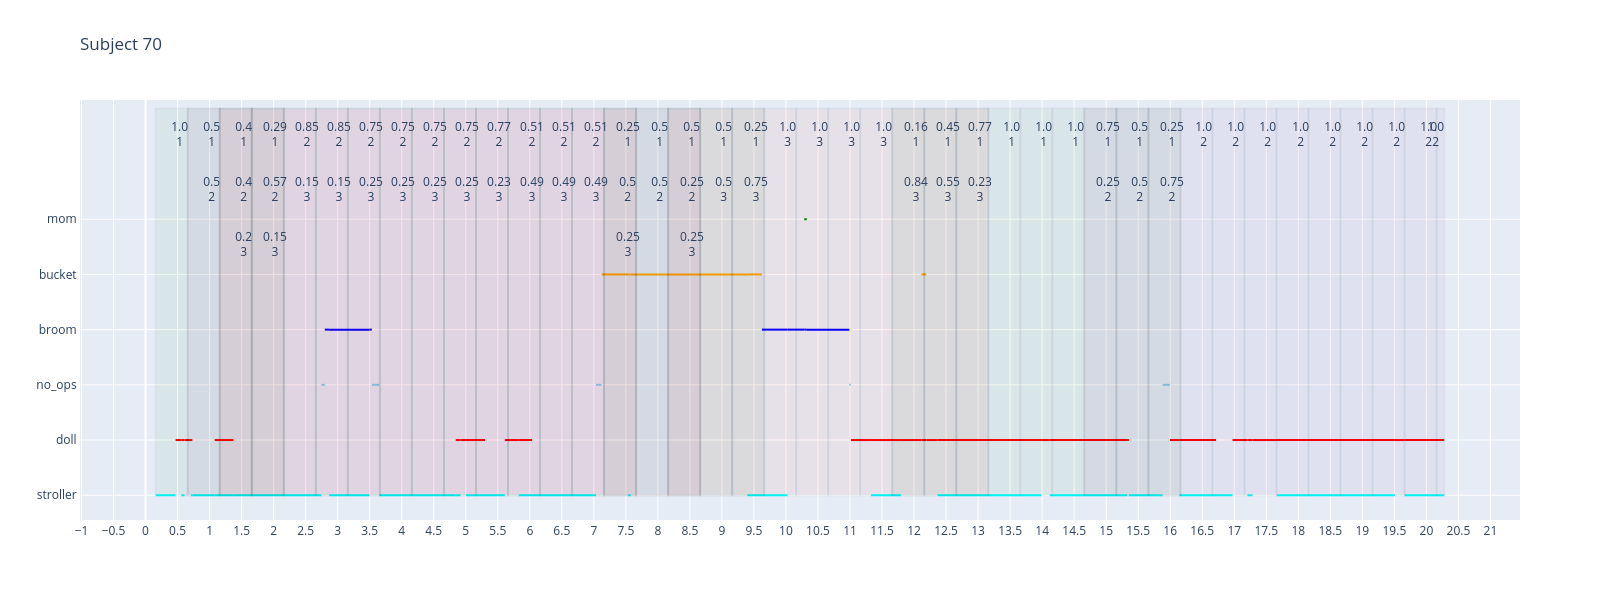 Subject 70
1.0 0.5 0.4 0.29 0.85 0.85 0.75 0.75 0.75 0.75 0.77 0.51 0.51 0.51 0.25 0.5 0.5 0.5 0.25 1.0 1.0 1.0 1.0 0.16 0.45 0.77 1.0 1.0 1.0 0.75 0.5 0.25 1.0 1.0 1.0 1.0 1.0 1.0 1.0 1.0 1.0
1 1 1 1 2 2 2 2 2 2 2 2 2 2 1 1 1 1 1 3 3 3 3 1 1 1 1 1 1 1 1 1 2 2 2 2 2 2 2 2 2
0.5 0.4 0.57 0.15 0.15 0.25 0.25 0.25 0.25 0.23 0.49 0.49 0.49 0.5 0.5 0.25 0.5 0.75 0.84 0.55 0.23 0.25 0.5 0.75
2 2 2 3 3 3 3 3 3 3 3 3 3 2 2 2 3 3 3 3 3 2 2 2
mom
0.2 0.15 0.25 0.25
3 3 3 3
bucket
broom
no_ops
doll
stroller
−1 −0.5 0 0.5 1 1.5 2 2.5 3 3.5 4 4.5 5 5.5 6 6.5 7 7.5 8 8.5 9 9.5 10 10.5 11 11.5 12 12.5 13 13.5 14 14.5 15 15.5 16 16.5 17 17.5 18 18.5 19 19.5 20 20.5 21